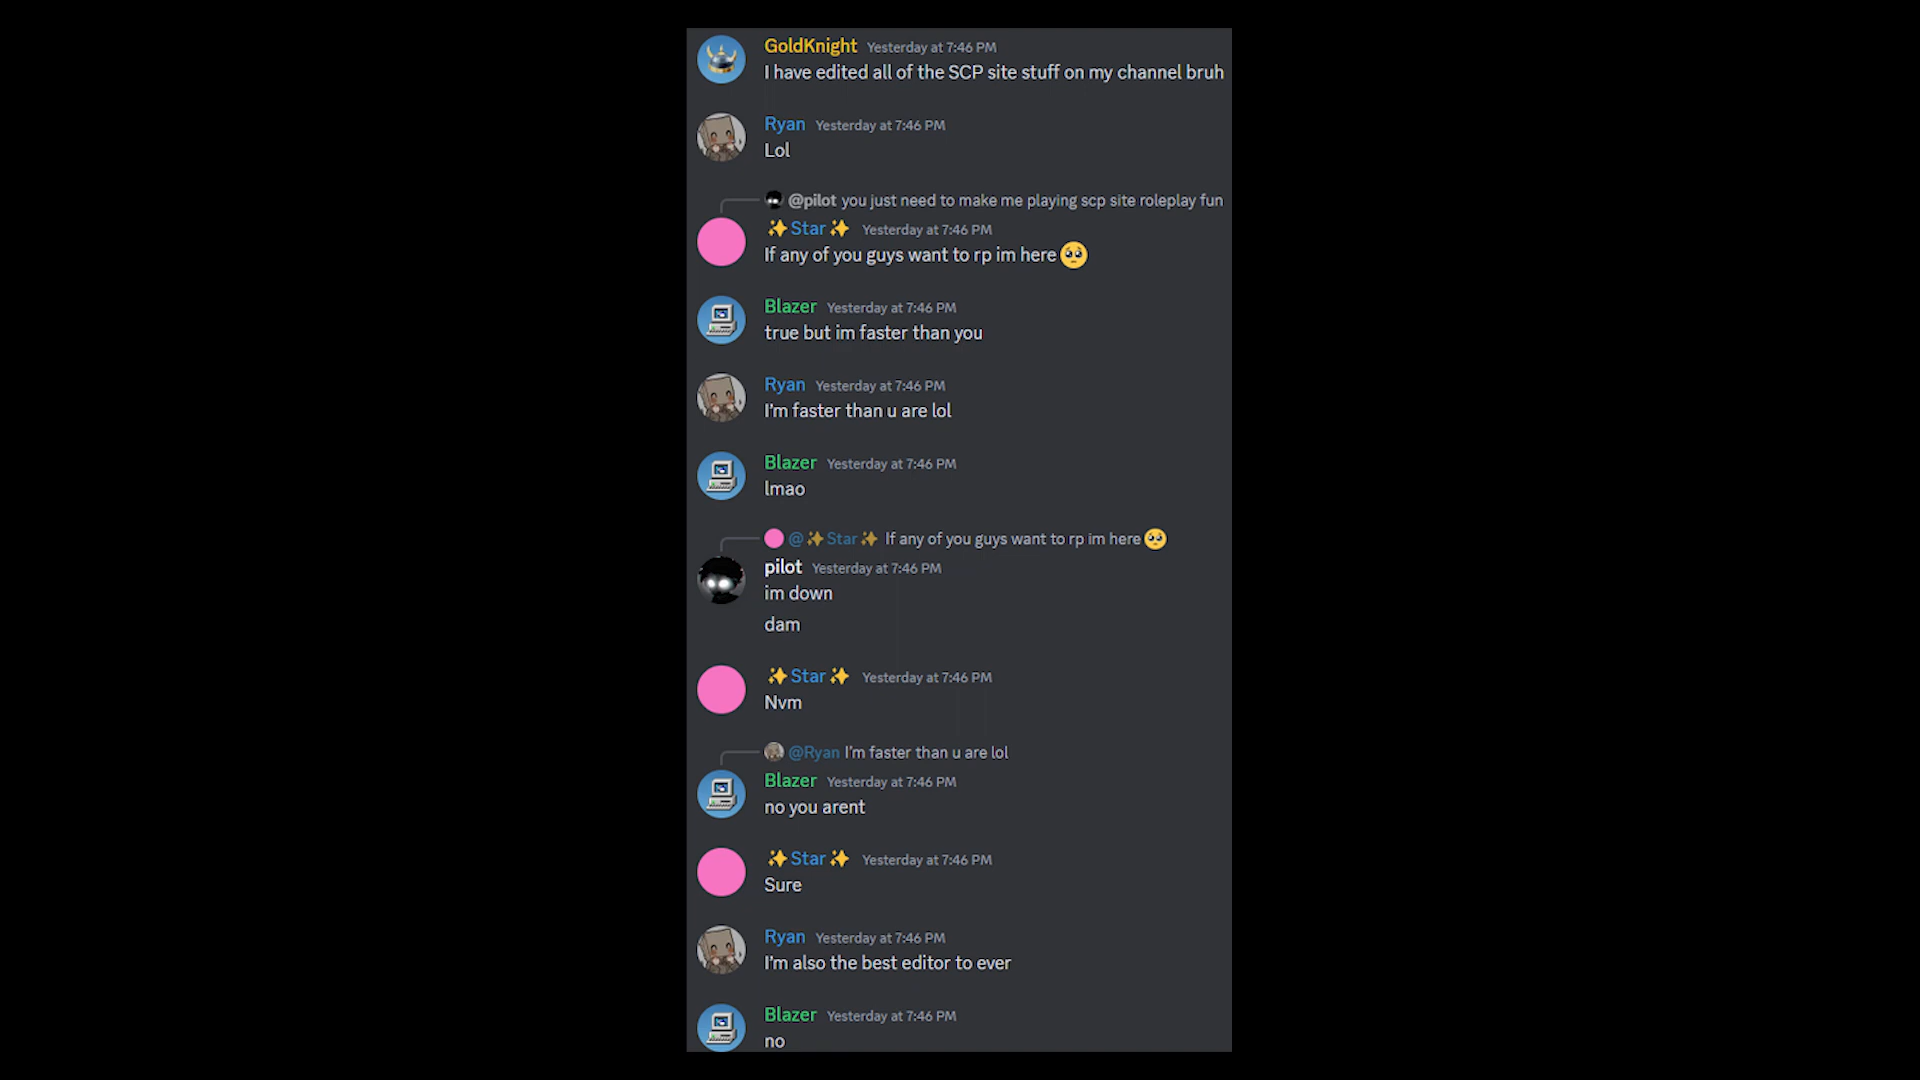 GoldKnight Yesterday at 7:46 PM
I have edited all of the SCP site stuff on my channel bruh
Ryan Yesterday at 7:46 PM
Lol
@pilot you just need to make me playing scp site roleplay fun
✨Star✨ Yesterday at 7:46 PM
If any of you guys want to rp im here🥺
Blazer Yesterday at 7:46 PM
true but im faster than you
Ryan Yesterday at 7:46 PM
I'm faster than u are lol
Blazer Yesterday at 7:46 PM
lmao
@✨Star✨ If any of you guys want to rp im here🥺
pilot Yesterday at 7:46 PM
im down
dam
✨Star✨ Yesterday at 7:46 PM
Nvm
@Ryan I'm faster than u are lol
Blazer Yesterday at 7:46 PM
no you arent
✨Star✨ Yesterday at 7:46 PM
Sure
Ryan Yesterday at 7:46 PM
I'm also the best editor to ever
Blazer Yesterday at 7:46 PM
no